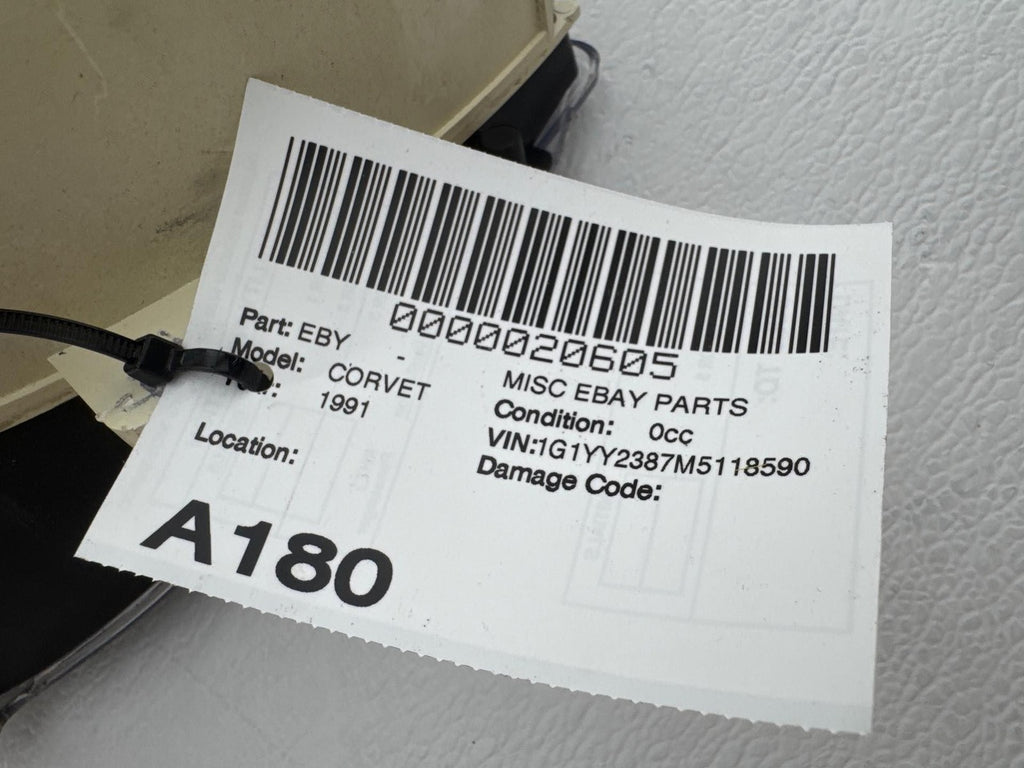 0000020605
Part: EBY - MISC EBAY PARTS
Model: CORVET Condition: 0cc
1991 VIN:1G1YY2387M5118590
Location: Damage Code:
A180